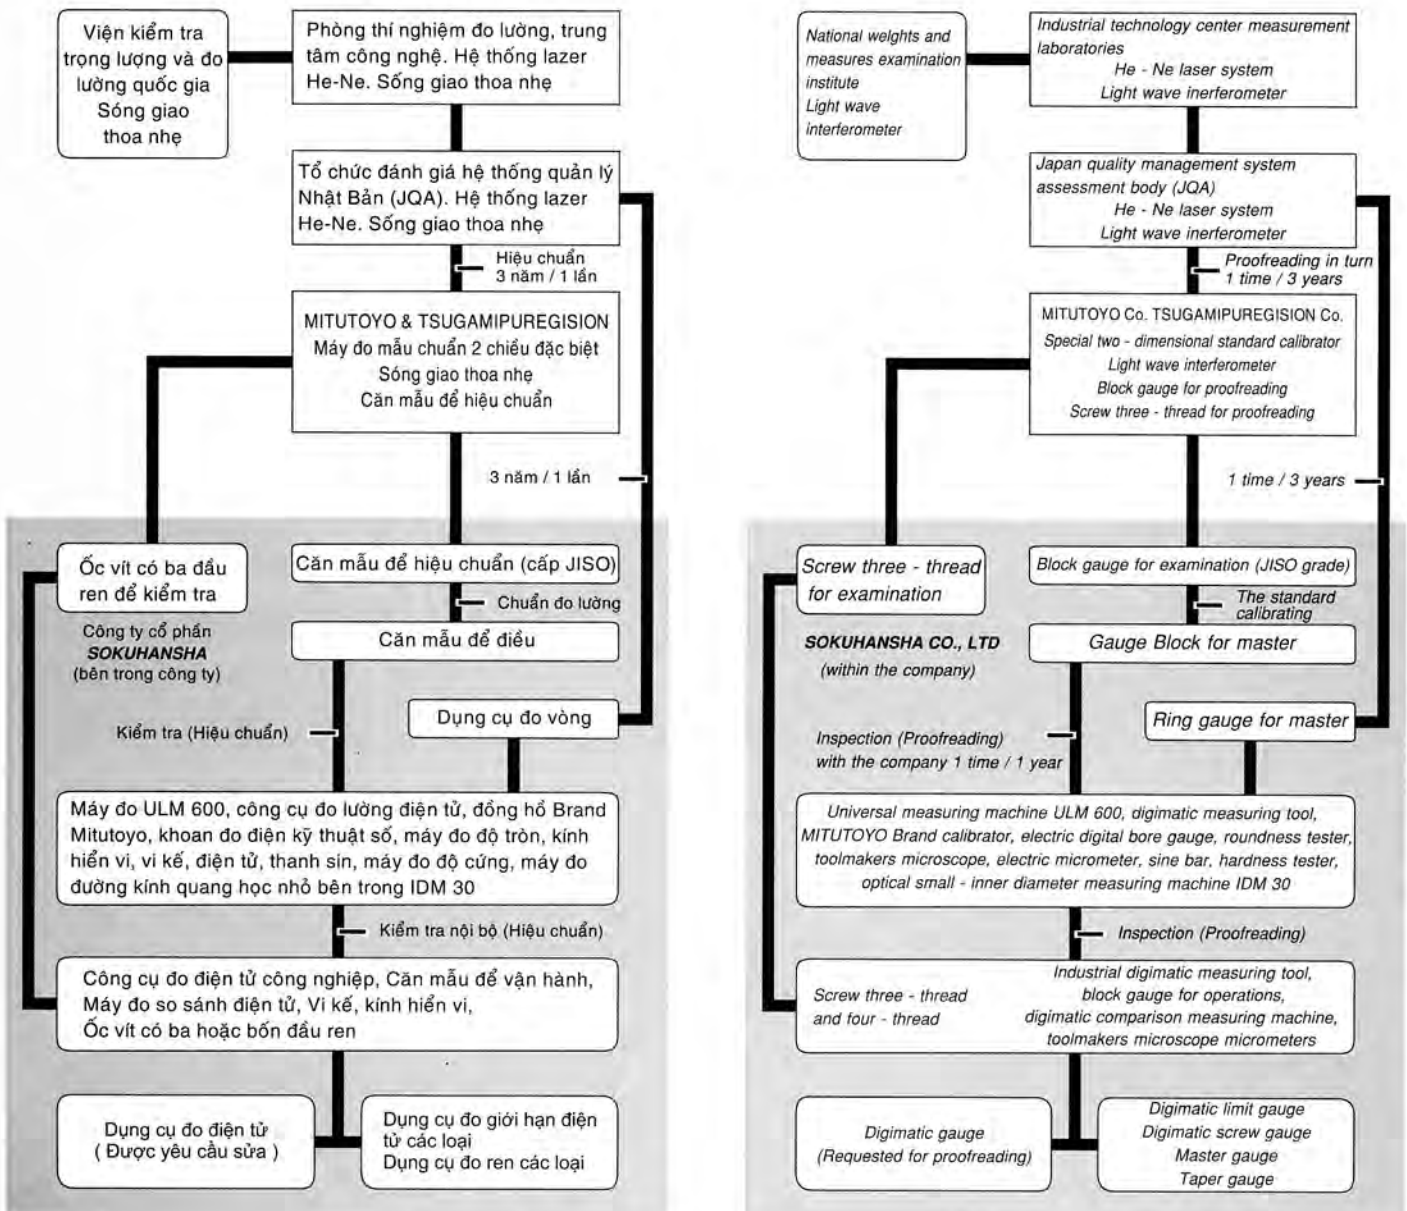 Viện kiểm tra
trọng lượng và đo
lường quốc gia
Sóng giao
thoa nhẹ
Phòng thí nghiệm đo lường, trung
tâm công nghệ. Hệ thống lazer
He-Ne. Sống giao thoa nhẹ
Tổ chức đánh giá hệ thống quản lý
Nhật Bản (JQA). Hệ thống lazer
He-Ne. Sống giao thoa nhẹ
Hiệu chuẩn
3 năm / 1 lần
MITUTOYO & TSUGAMIPUREGISION
Máy đo mẫu chuẩn 2 chiều đặc biệt
Sóng giao thoa nhẹ
Căn mẫu để hiệu chuẩn
3 năm / 1 lần
Ốc vít có ba đầu
ren để kiểm tra
Căn mẫu để hiệu chuẩn (cấp JISO)
Chuẩn đo lường
Công ty cổ phần
SOKUHANSHA
(bên trong công ty)
Căn mẫu để điều
Dụng cụ đo vòng
Kiểm tra (Hiệu chuẩn)
Máy đo ULM 600, công cụ đo lường điện tử, đồng hồ Brand
Mitutoyo, khoan đo điện kỹ thuật số, máy đo độ tròn, kính
hiển vi, vi kế, điện tử, thanh sín, máy đo độ cứng, máy đo
đường kính quang học nhỏ bên trong IDM 30
Kiểm tra nội bộ (Hiệu chuẩn)
Công cụ đo điện tử công nghiệp, Căn mẫu để vận hành,
Máy đo so sánh điện tử, Vi kế, kính hiển vi,
Ốc vít có ba hoặc bốn đầu ren
Dụng cụ đo điện tử
( Được yêu cầu sửa )
Dụng cụ đo giới hạn điện
tử các loại
Dụng cụ đo ren các loại
National weights and
measures examination
institute
Light wave
interferometer
Industrial technology center measurement
laboratories
He - Ne laser system
Light wave inerferometer
Japan quality management system
assessment body (JQA)
He - Ne laser system
Light wave inerferometer
Proofreading in turn
1 time / 3 years
MITUTOYO Co. TSUGAMIPUREGISION Co.
Special two - dimensional standard calibrator
Light wave interferometer
Block gauge for proofreading
Screw three - thread for proofreading
1 time / 3 years
Screw three - thread
for examination
Block gauge for examination (JISO grade)
The standard
calibrating
SOKUHANSHA CO., LTD
(within the company)
Gauge Block for master
Ring gauge for master
Inspection (Proofreading)
with the company 1 time / 1 year
Universal measuring machine ULM 600, digimatic measuring tool,
MITUTOYO Brand calibrator, electric digital bore gauge, roundness tester,
toolmakers microscope, electric micrometer, sine bar, hardness tester,
optical small - inner diameter measuring machine IDM 30
Inspection (Proofreading)
Screw three - thread
and four - thread
Industrial digimatic measuring tool,
block gauge for operations,
digimatic comparison measuring machine,
toolmakers microscope micrometers
Digimatic gauge
(Requested for proofreading)
Digimatic limit gauge
Digimatic screw gauge
Master gauge
Taper gauge